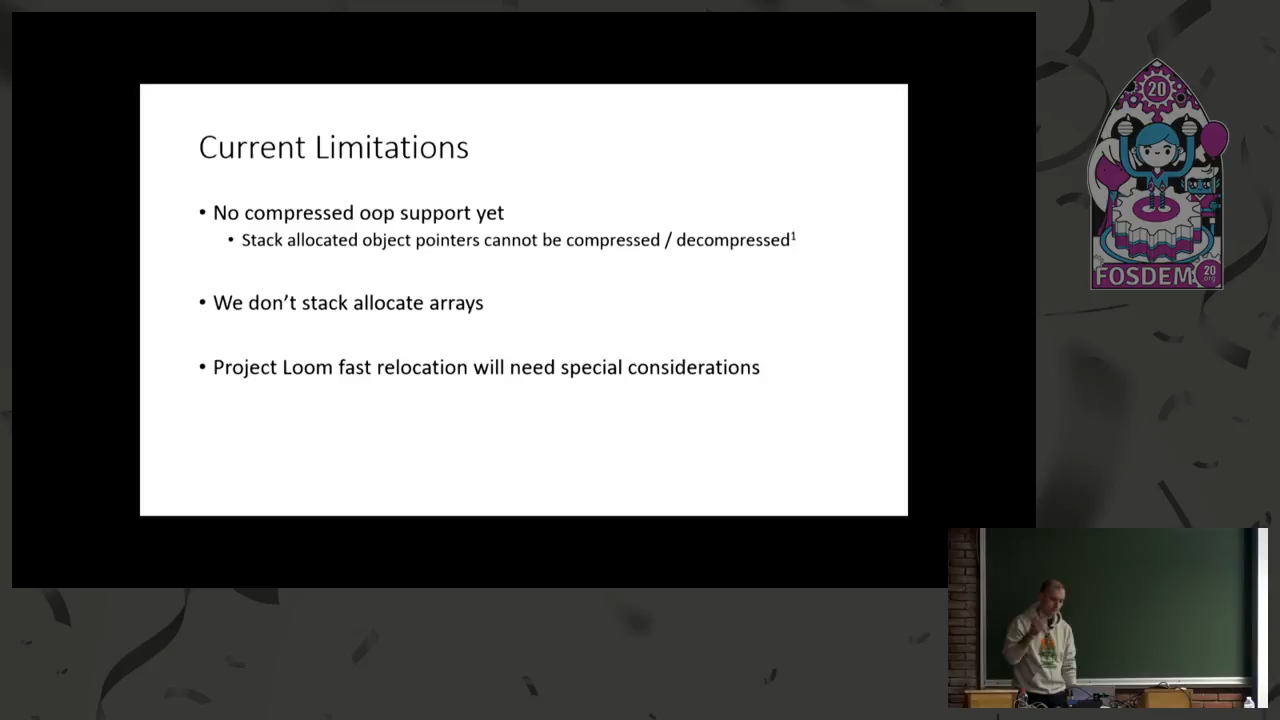 Current Limitations
• No compressed oop support yet
• Stack allocated object pointers cannot be compressed / decompressed¹
• We don’t stack allocate arrays
• Project Loom fast relocation will need special considerations
20
FOSDEM
20
org